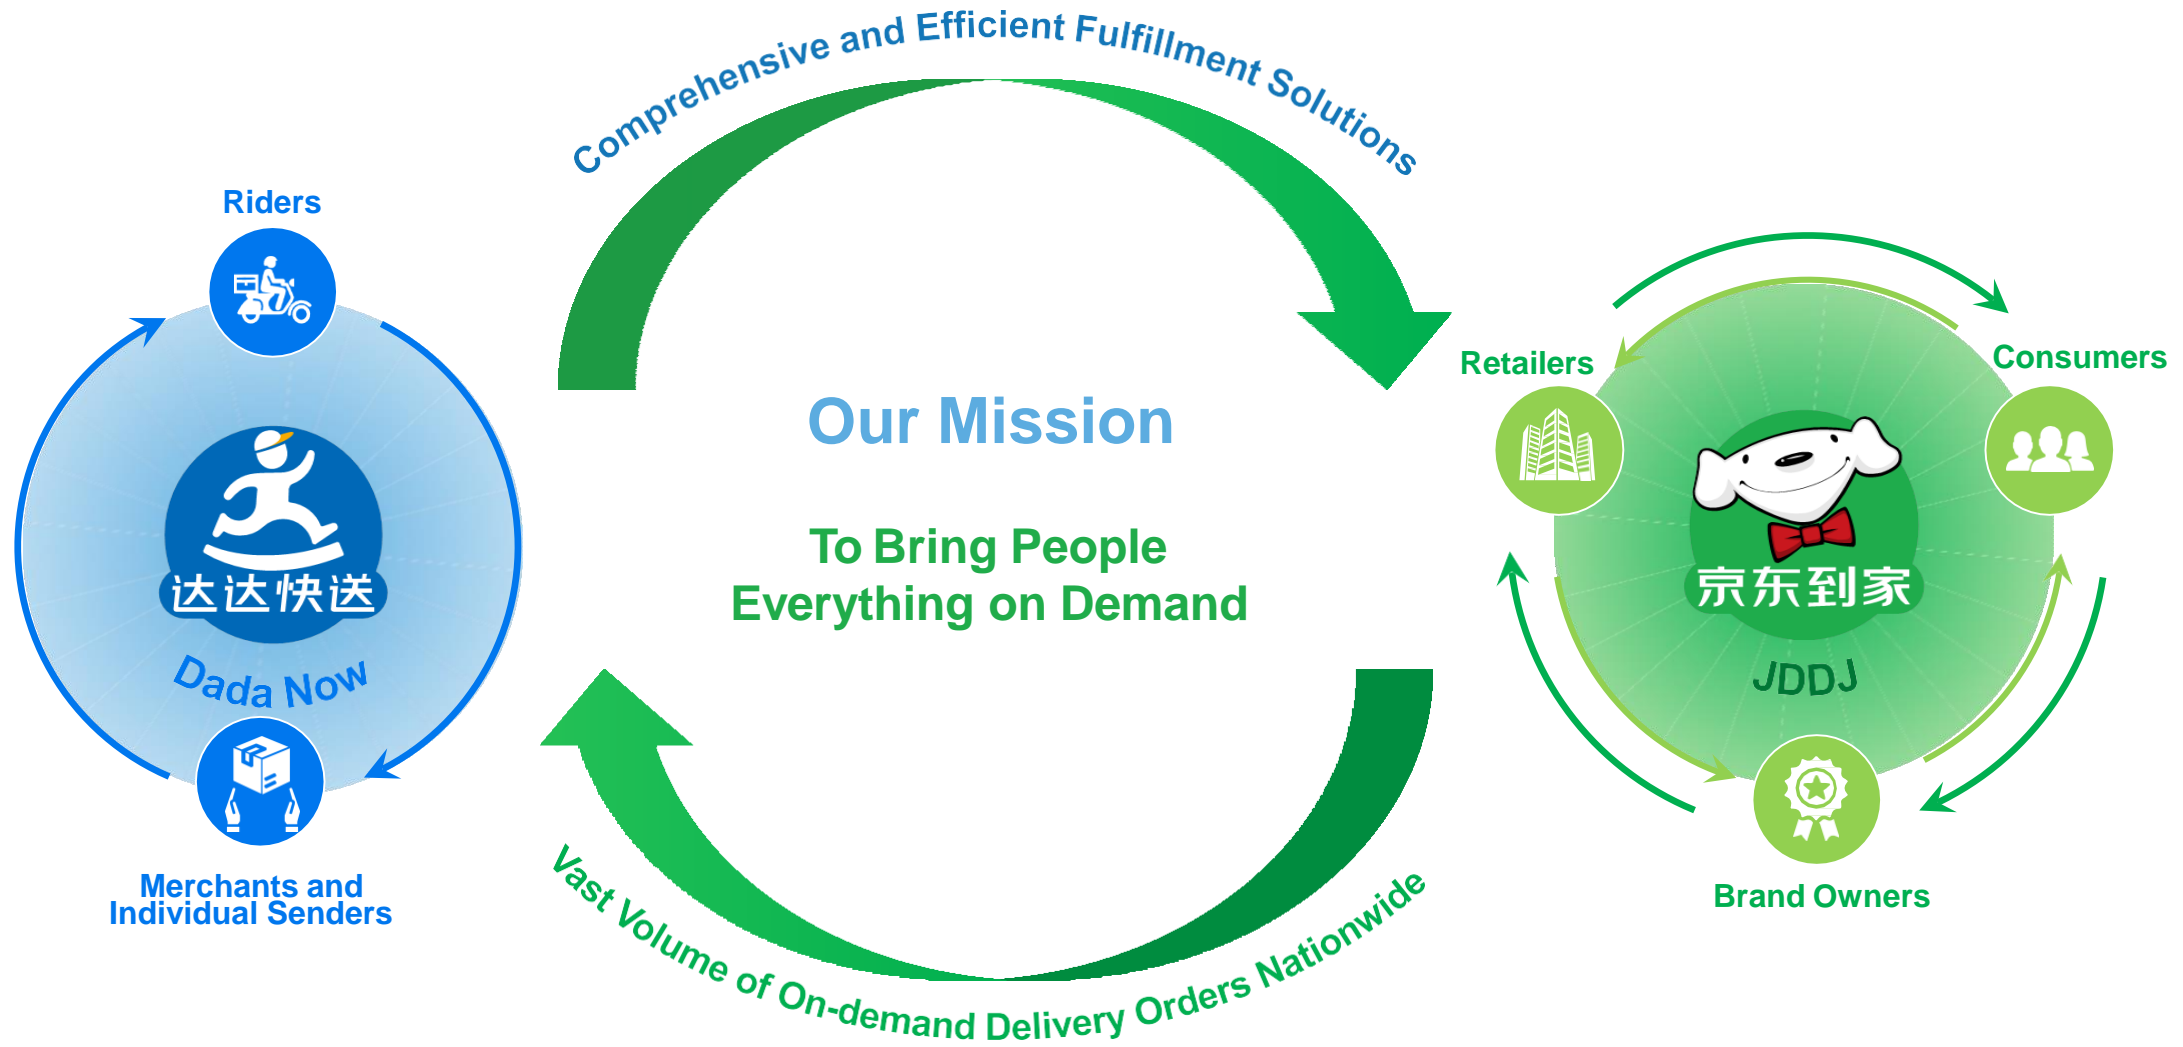 Comprehensive and Efficient Fulfillment Solutions
Riders
达达快送
Dada Now
Merchants and
Individual Senders
Our Mission
To Bring People
Everything on Demand
Retailers
Consumers
京东到家
JDDJ
Brand Owners
Vast Volume of On-demand Delivery Orders Nationwide